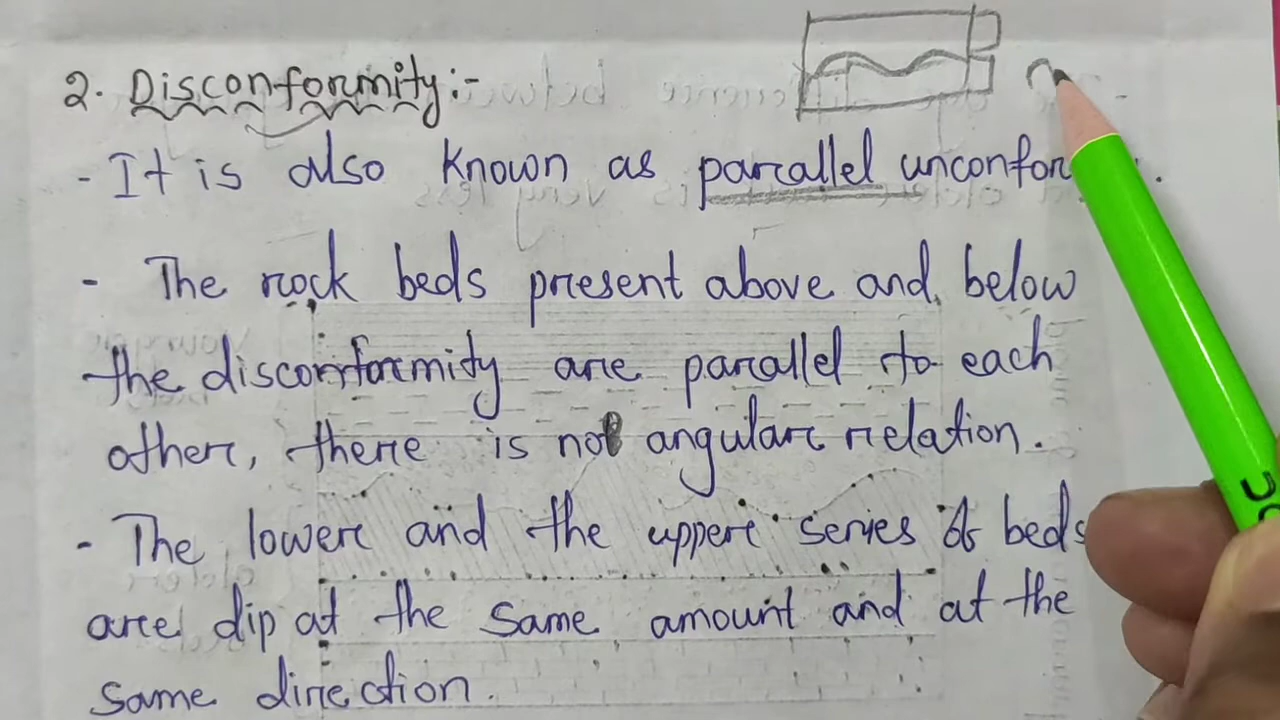 2. Disconformity:-
- It is also known as parallel unconfor
- The rock beds present above and below
the disconformity are parallel to each
other, there is no angular relation.
- The lower and the upper series of beds
are dip at the same amount and at the
same direction.